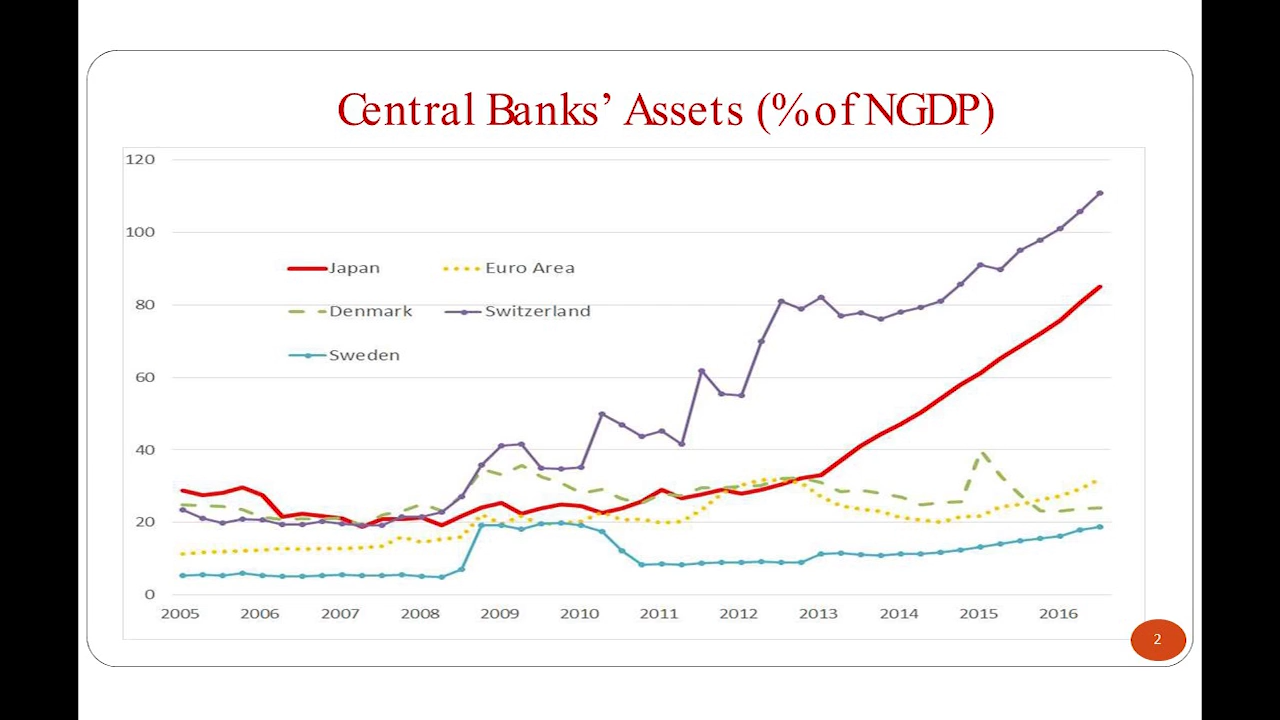 Central Banks’ Assets (% of NGDP)
120
100
Japan Euro Area
80
Denmark Switzerland
Sweden
60
40
20
0
2005 2006 2007 2008 2009 2010 2011 2012 2013 2014 2015 2016
2